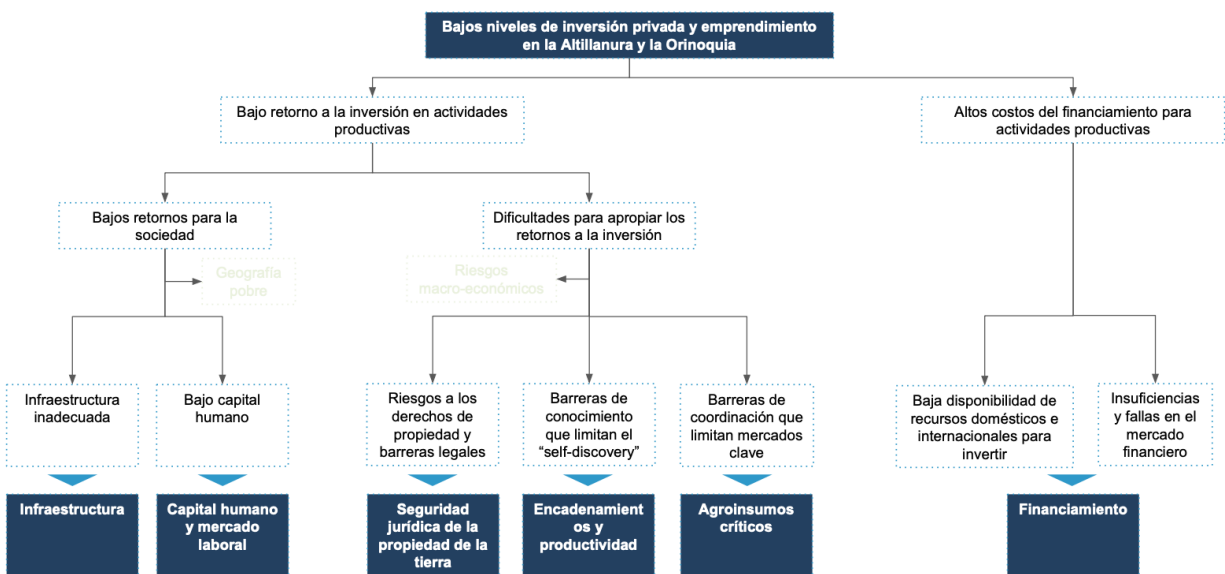 Bajos niveles de inversión privada y emprendimiento
en la Altillanura y la Orinoquia
Bajo retorno a la inversión en actividades
productivas
Altos costos del financiamiento para
actividades productivas
Bajos retornos para la
sociedad
Dificultades para apropiar los
retornos a la inversión
Geografía
pobre
Riesgos
macro-económicos
Infraestructura
inadecuada
Bajo capital
humano
Riesgos a los
derechos de
propiedad y
barreras legales
Barreras de
conocimiento
que limitan el
“self-discovery”
Barreras de
coordinación que
limitan mercados
clave
Baja disponibilidad de
recursos domésticos e
internacionales para
invertir
Insuficiencias
y fallas en el
mercado
financiero
Infraestructura
Capital humano
y mercado
laboral
Seguridad
jurídica de la
propiedad de la
tierra
Encadenamient
os y
productividad
Agroinsumos
críticos
Financiamiento